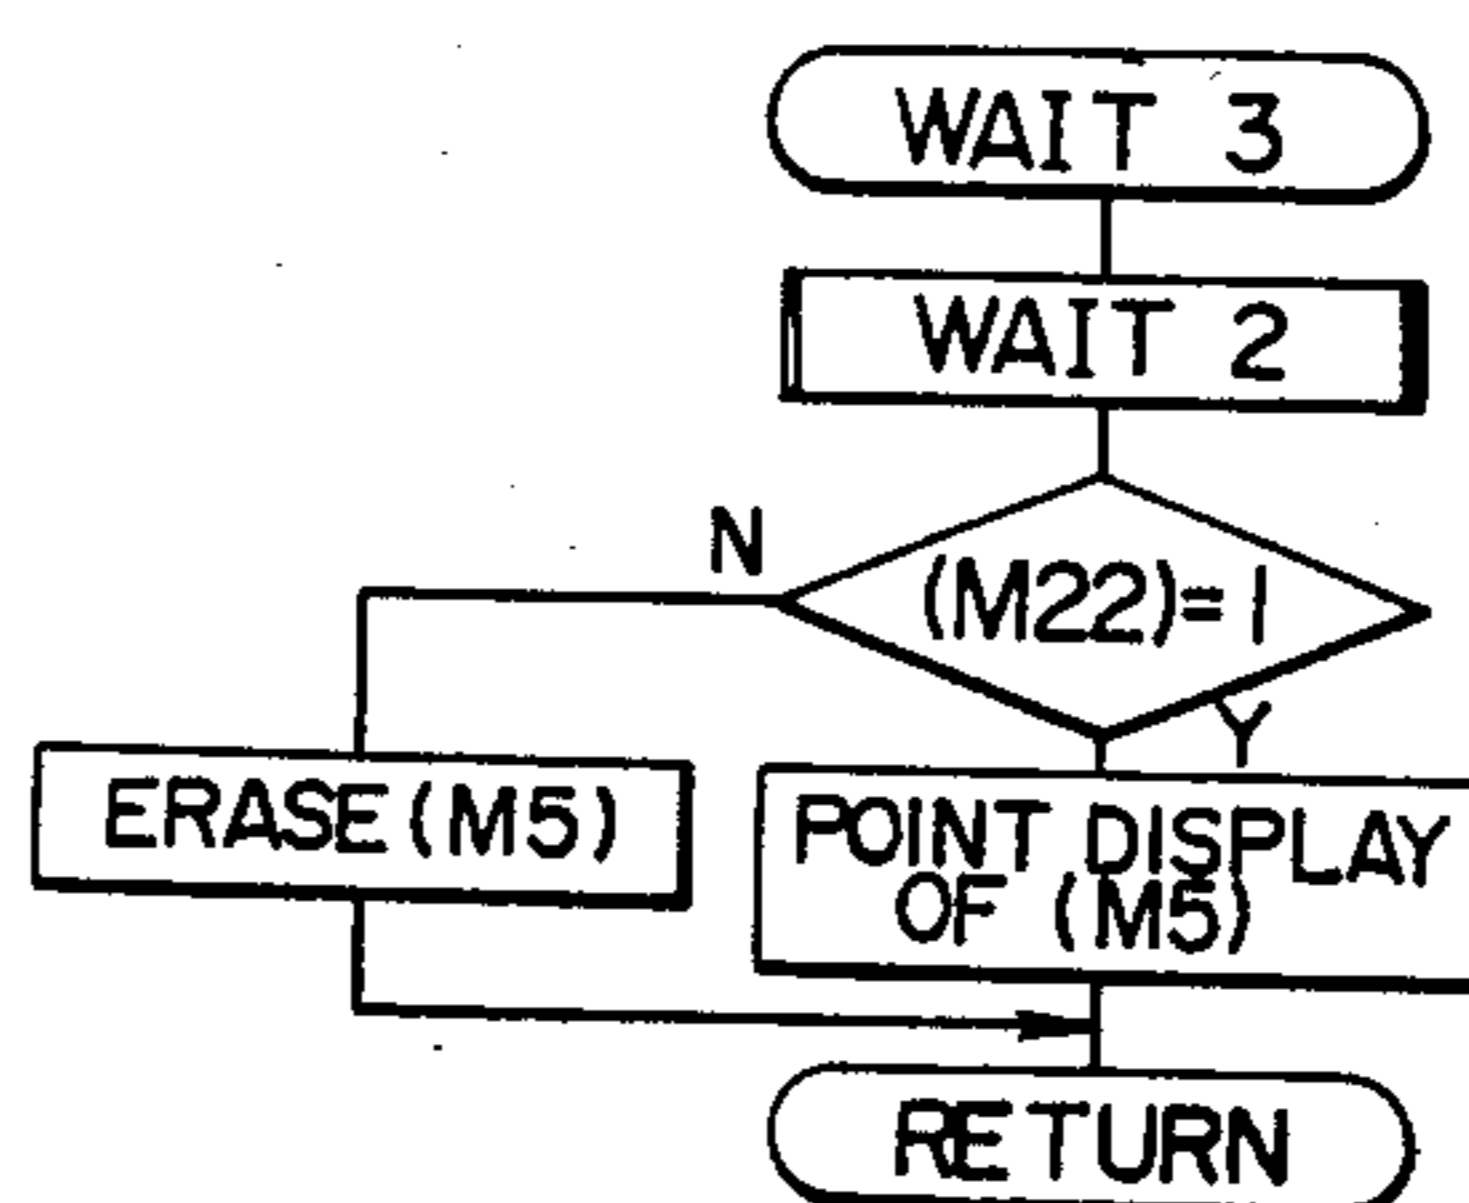 WAIT 3
WAIT 2
N
(M22)=1
Y
ERASE(M5)
POINT DISPLAY
OF (M5)
RETURN